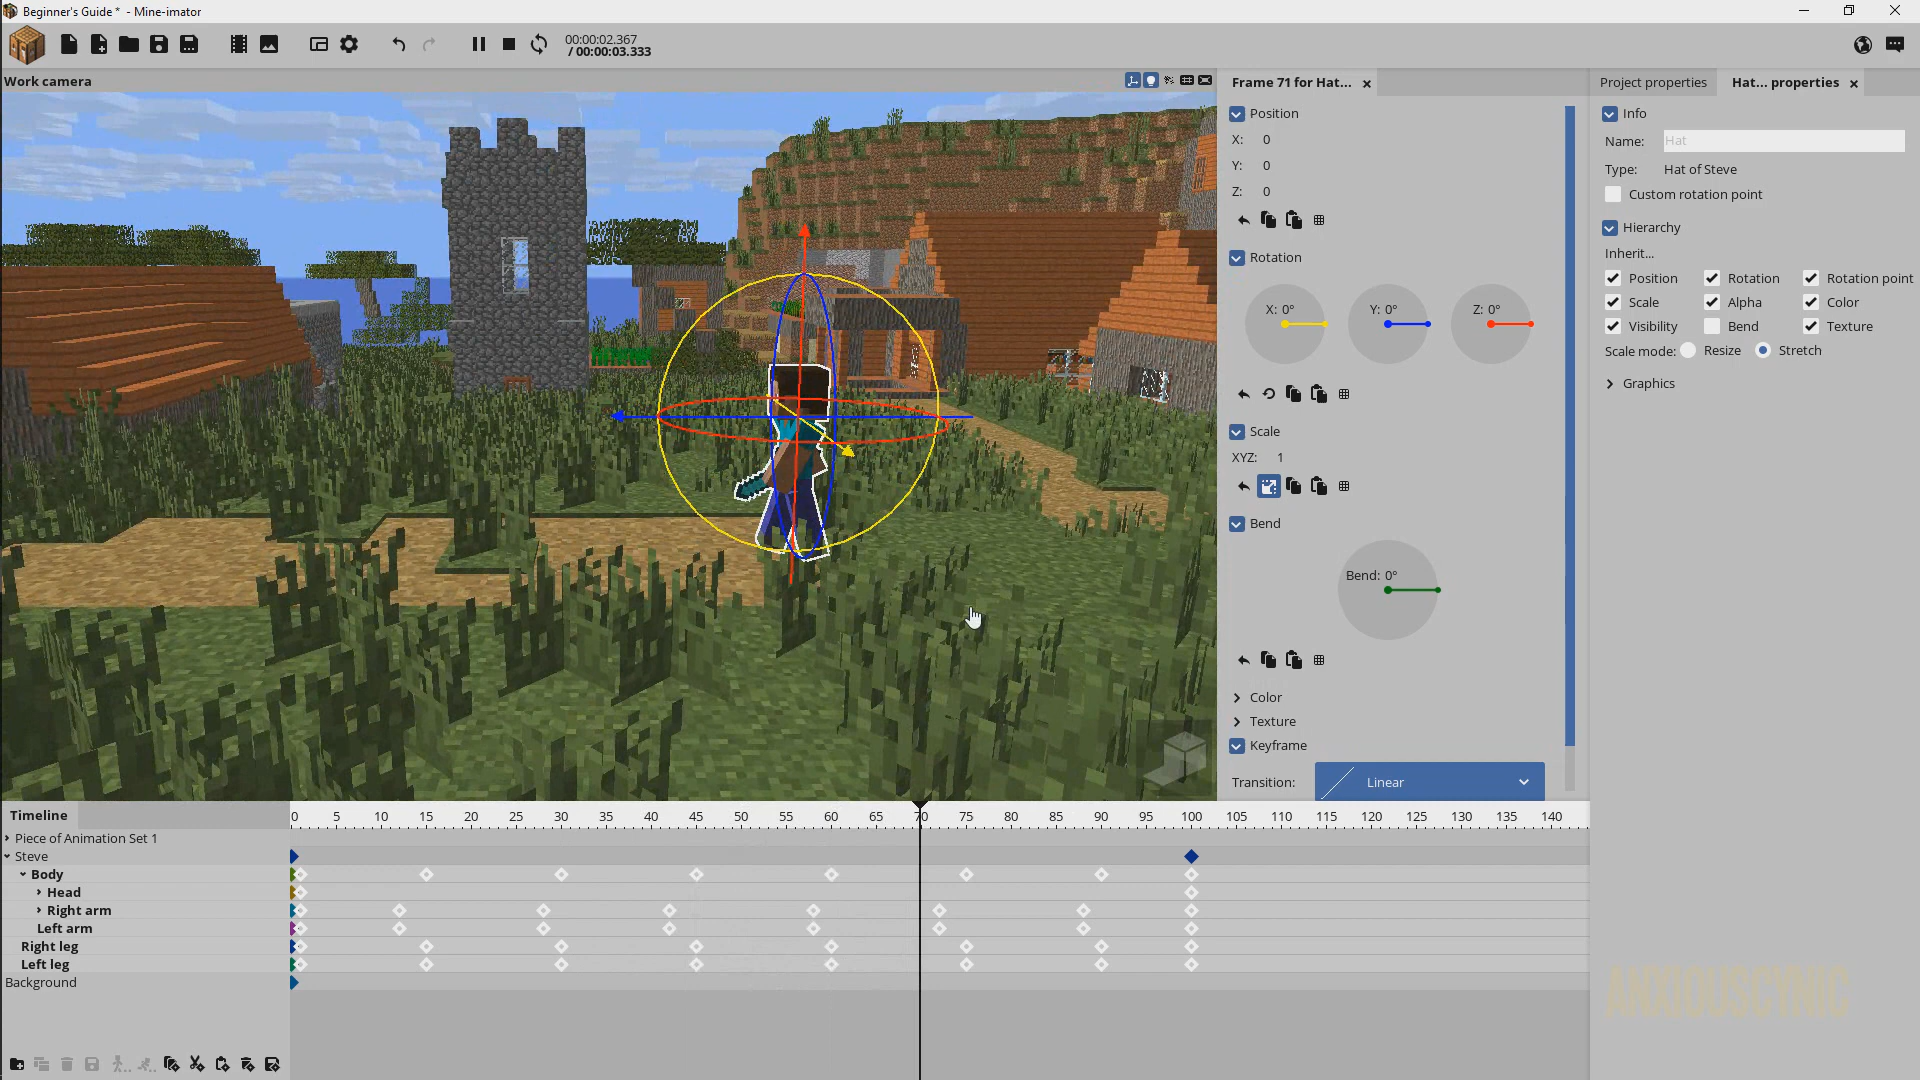 Beginner's Guide * - Mine-imator
00:00:02.367
/ 00:00:03.333
Work camera
Frame 71 for Hat...
Position
X: 0
Y: 0
Z: 0
Rotation
X: 0° Y: 0° Z: 0°
Scale
XYZ: 1
Bend
Bend: 0°
Color
Texture
Keyframe
Transition: Linear
Project properties Hat... properties
Info
Name: Hat
Type: Hat of Steve
Custom rotation point
Hierarchy
Inherit...
Position Rotation Rotation point
Scale Alpha Color
Visibility Bend Texture
Scale mode: Resize Stretch
Graphics
Timeline
0 5 10 15 20 25 30 35 40 45 50 55 60 65 70 75 80 85 90 95 100 105 110 115 120 125 130 135 140
Piece of Animation Set 1
Steve
Body
Head
Right arm
Left arm
Right leg
Left leg
Background
ANXIOUSCYNIC